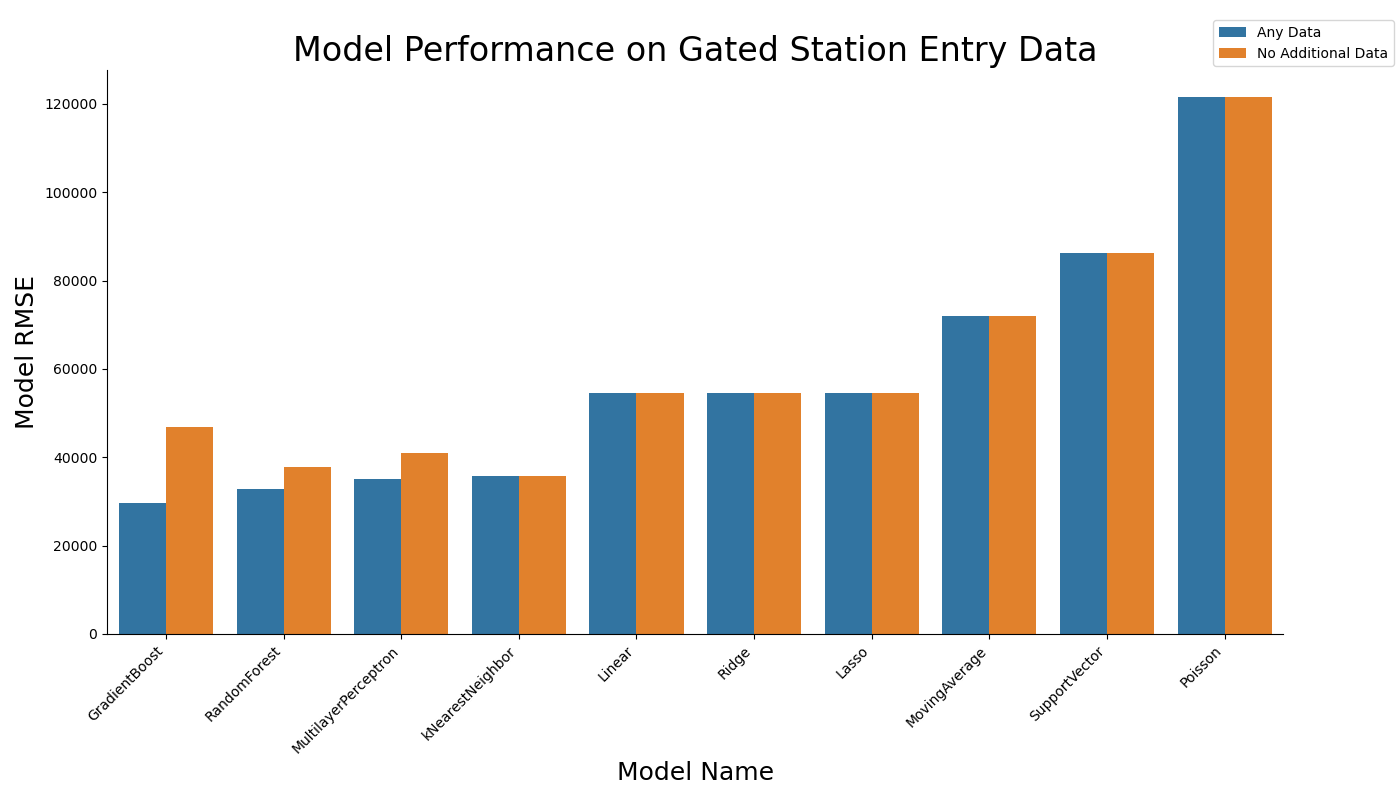 Model Performance on Gated Station Entry Data
Any Data
No Additional Data
Model RMSE
120000
100000
80000
60000
40000
20000
0
GradientBoost
RandomForest
MultilayerPerceptron
kNearestNeighbor
Linear
Ridge
Lasso
MovingAverage
SupportVector
Poisson
Model Name